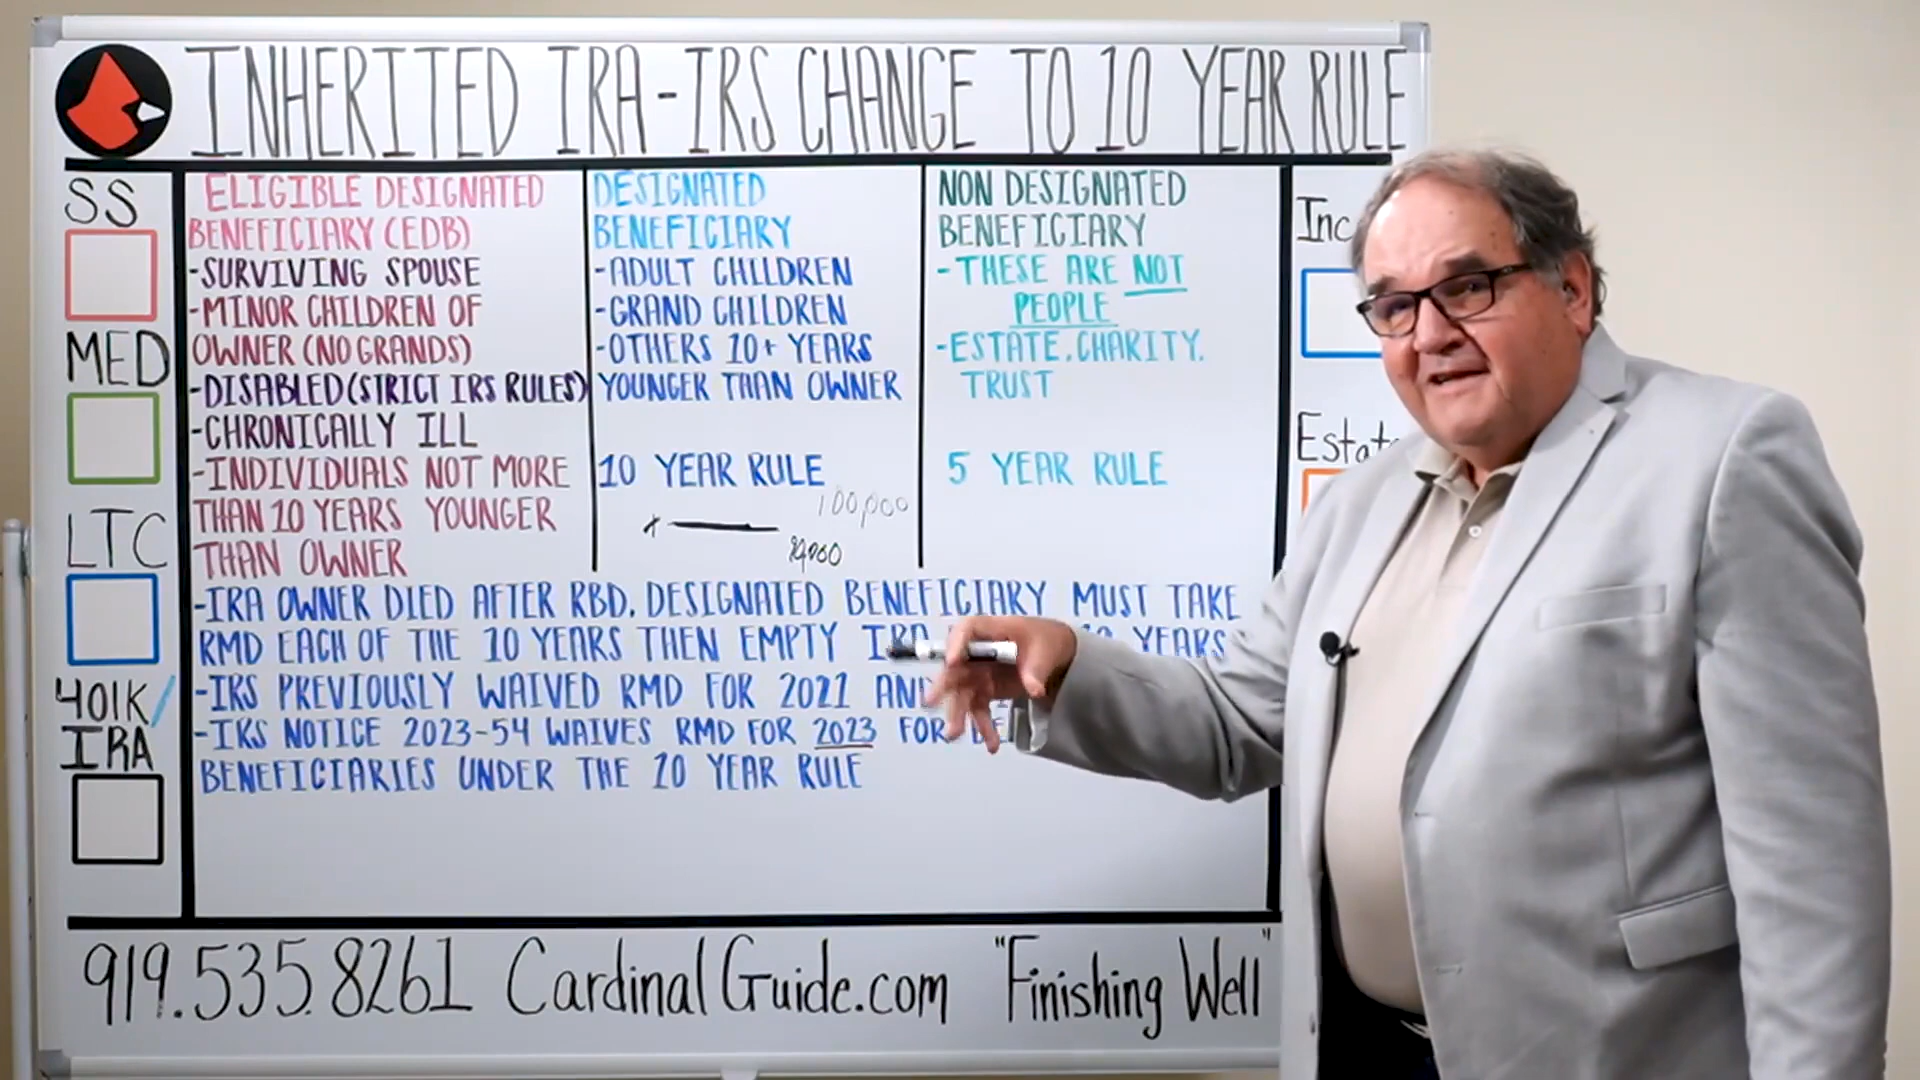 INHERITED IRA-IRS CHANGE TO 10 YEAR RULE
SS
MED
LTC
401K/
IRA
ELIGIBLE DESIGNATED
BENEFICIARY (EDB)
-SURVIVING SPOUSE
-MINOR CHILDREN OF
OWNER (NO GRANDS)
-DISABLED (STRICT IRS RULES)
-CHRONICALLY ILL
-INDIVIDUALS NOT MORE
THAN 10 YEARS YOUNGER
THAN OWNER
DESIGNATED
BENEFICIARY
-ADULT CHILDREN
-GRAND CHILDREN
-OTHERS 10+ YEARS
YOUNGER THAN OWNER
10 YEAR RULE
100,000
NON DESIGNATED
BENEFICIARY
-THESE ARE NOT
PEOPLE
-ESTATE, CHARITY,
TRUST
5 YEAR RULE
-IRA OWNER DIED AFTER RBD, DESIGNATED BENEFICIARY MUST TAKE
RMD EACH OF THE 10 YEARS THEN EMPTY IRA YEARS
-IRS PREVIOUSLY WAIVED RMD FOR 2021 AND
-IRS NOTICE 2023-54 WAIVES RMD FOR 2023 FOR
BENEFICIARIES UNDER THE 10 YEAR RULE
Inc
Estat
919.535.8261 CardinalGuide.com "Finishing Well"